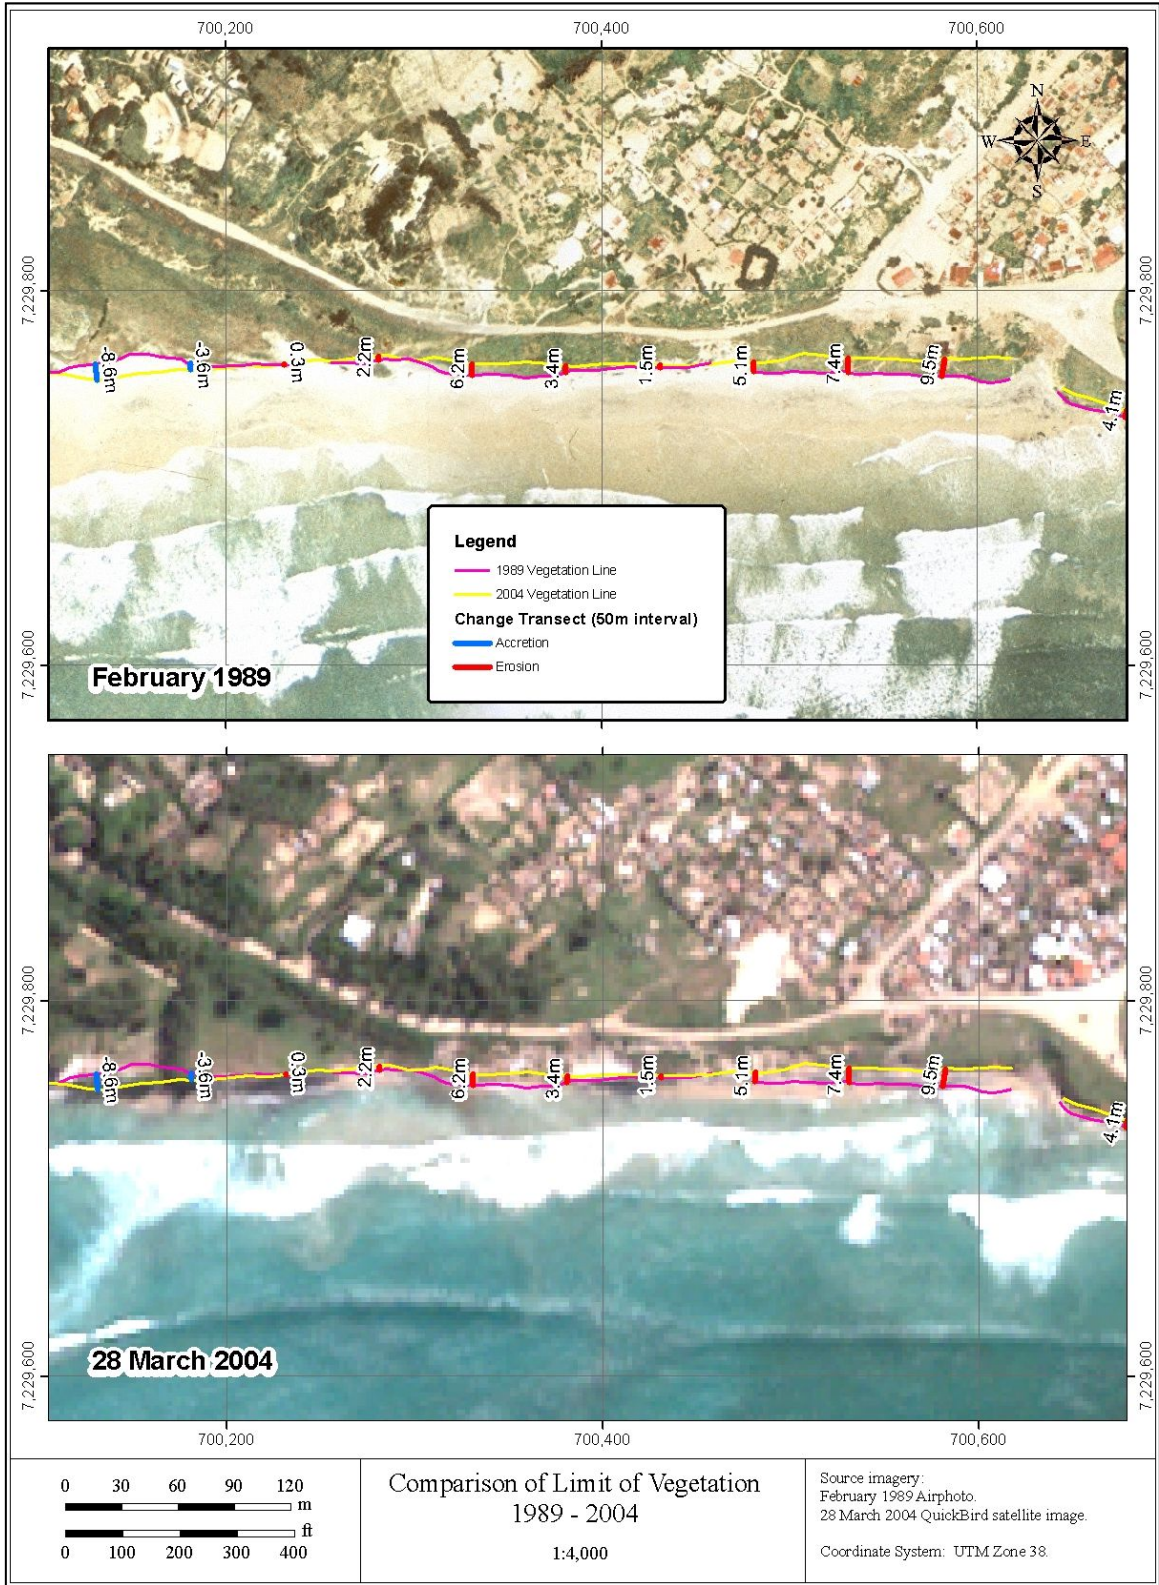 700,200
700,400
700,600
N
W
E
S
7,229,800
7,229,800
-8.6m
-3.6m
0.3m
2.2m
6.2m
3.4m
1.5m
5.1m
7.4m
9.5m
4.1m
Legend
1989 Vegetation Line
2004 Vegetation Line
Change Transect (50m interval)
Accretion
Erosion
7,229,600
7,229,600
February 1989
7,229,800
7,229,800
-8.6m
-3.6m
0.3m
2.2m
6.2m
3.4m
1.5m
5.1m
7.4m
9.5m
4.1m
7,229,600
7,229,600
28 March 2004
700,200
700,400
700,600
0 30 60 90 120
m
ft
0 100 200 300 400
Comparison of Limit of Vegetation
1989 - 2004
1:4,000
Source imagery:
February 1989 Airphoto.
28 March 2004 QuickBird satellite image.
Coordinate System: UTM Zone 38.